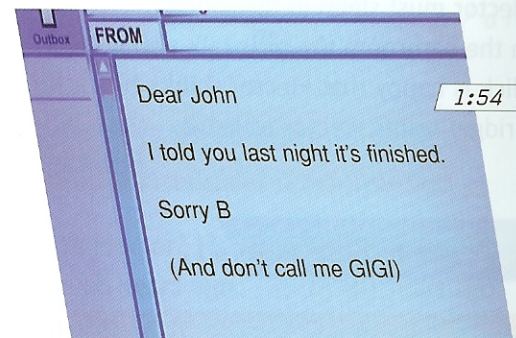 Outbox
FROM
Dear John
1:54
I told you last night it's finished.
Sorry B
(And don't call me GIGI)